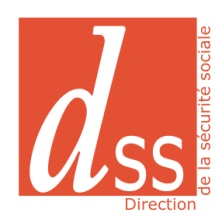 dss
Direction
de la sécurité sociale